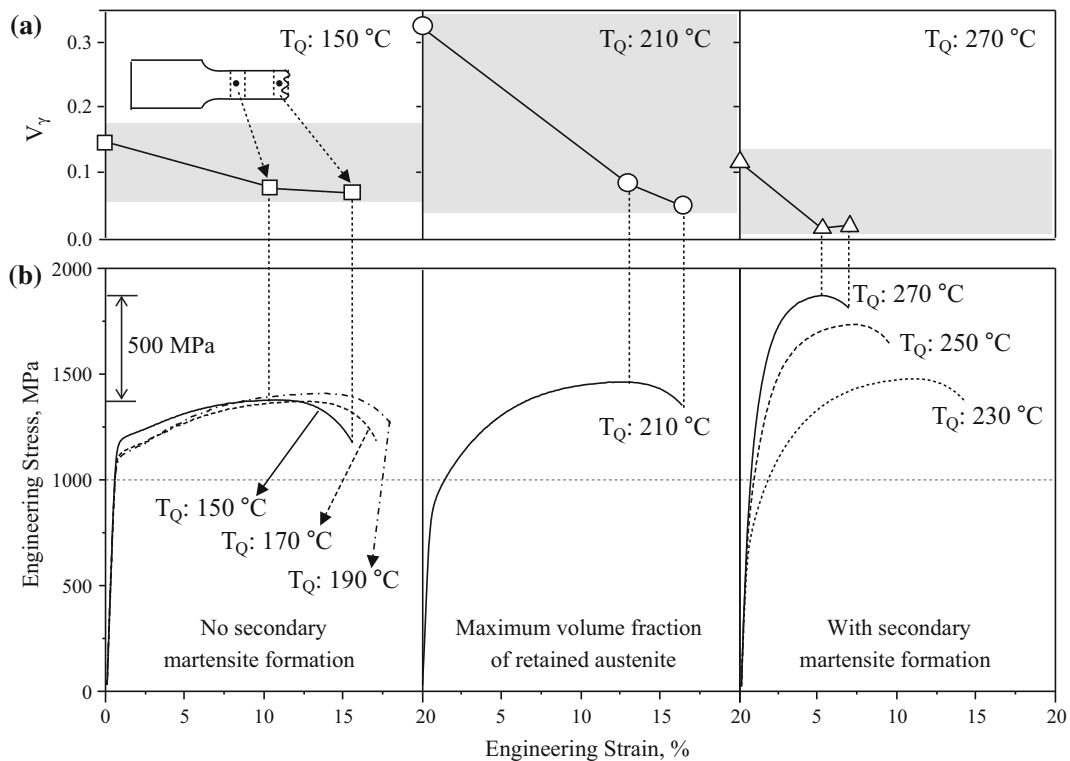 (a)
T_Q: 150 °C
T_Q: 210 °C
T_Q: 270 °C
0.3
0.2
0.1
0.0
V_γ
(b)
2000
1500
1000
500
0
Engineering Stress, MPa
500 MPa
T_Q: 150 °C
T_Q: 170 °C
T_Q: 190 °C
T_Q: 210 °C
T_Q: 270 °C
T_Q: 250 °C
T_Q: 230 °C
No secondary
martensite formation
Maximum volume fraction
of retained austenite
With secondary
martensite formation
0 5 10 15 20 5 10 15 20 5 10 15 20
Engineering Strain, %